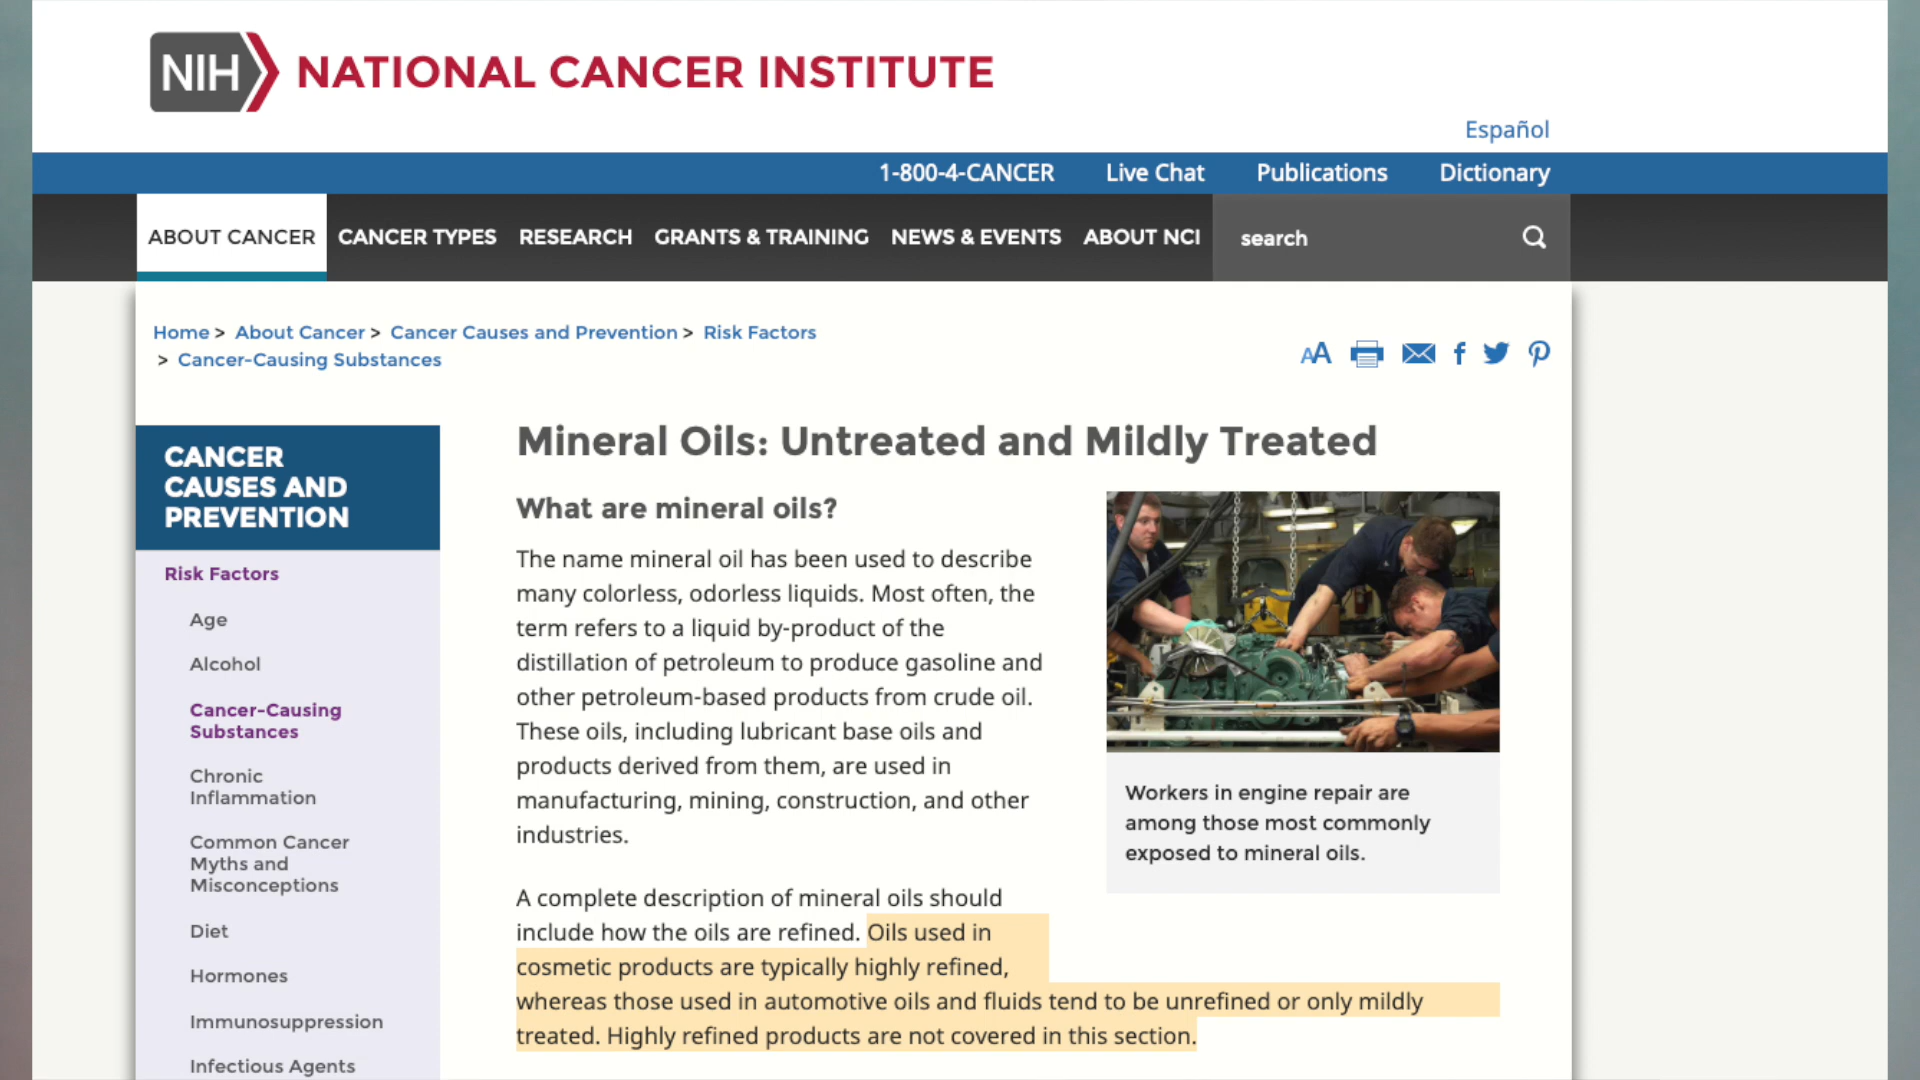 NIH NATIONAL CANCER INSTITUTE
Español
1-800-4-CANCER Live Chat Publications Dictionary
ABOUT CANCER CANCER TYPES RESEARCH GRANTS & TRAINING NEWS & EVENTS ABOUT NCI search
Home > About Cancer > Cancer Causes and Prevention > Risk Factors
> Cancer-Causing Substances
AA
CANCER
CAUSES AND
PREVENTION
Risk Factors
Age
Alcohol
Cancer-Causing
Substances
Chronic
Inflammation
Common Cancer
Myths and
Misconceptions
Diet
Hormones
Immunosuppression
Infectious Agents
Mineral Oils: Untreated and Mildly Treated
What are mineral oils?
The name mineral oil has been used to describe
many colorless, odorless liquids. Most often, the
term refers to a liquid by-product of the
distillation of petroleum to produce gasoline and
other petroleum-based products from crude oil.
These oils, including lubricant base oils and
products derived from them, are used in
manufacturing, mining, construction, and other
industries.
Workers in engine repair are
among those most commonly
exposed to mineral oils.
A complete description of mineral oils should
include how the oils are refined. Oils used in
cosmetic products are typically highly refined,
whereas those used in automotive oils and fluids tend to be unrefined or only mildly
treated. Highly refined products are not covered in this section.